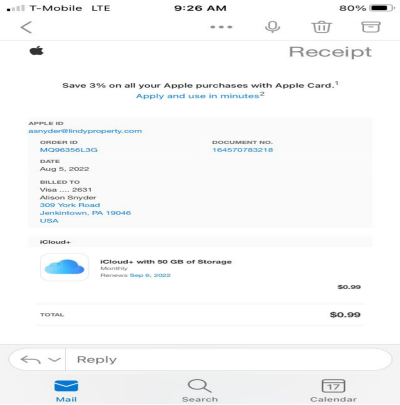 T-Mobile LTE 9:26 AM 80%
Receipt
Save 3% on all your Apple purchases with Apple Card.1
Apply and use in minutes2
APPLE ID
asnyder@lindyproperty.com
ORDER ID DOCUMENT NO.
MQ96356L3G 164570783218
DATE
Aug 5, 2022
BILLED TO
Visa .... 2631
Alison Snyder
309 York Road
Jenkintown, PA 19046
USA
iCloud+
iCloud+ with 50 GB of Storage
Monthly
Renews Sep 6, 2022
$0.99
TOTAL $0.99
Reply
17
Mail Search Calendar